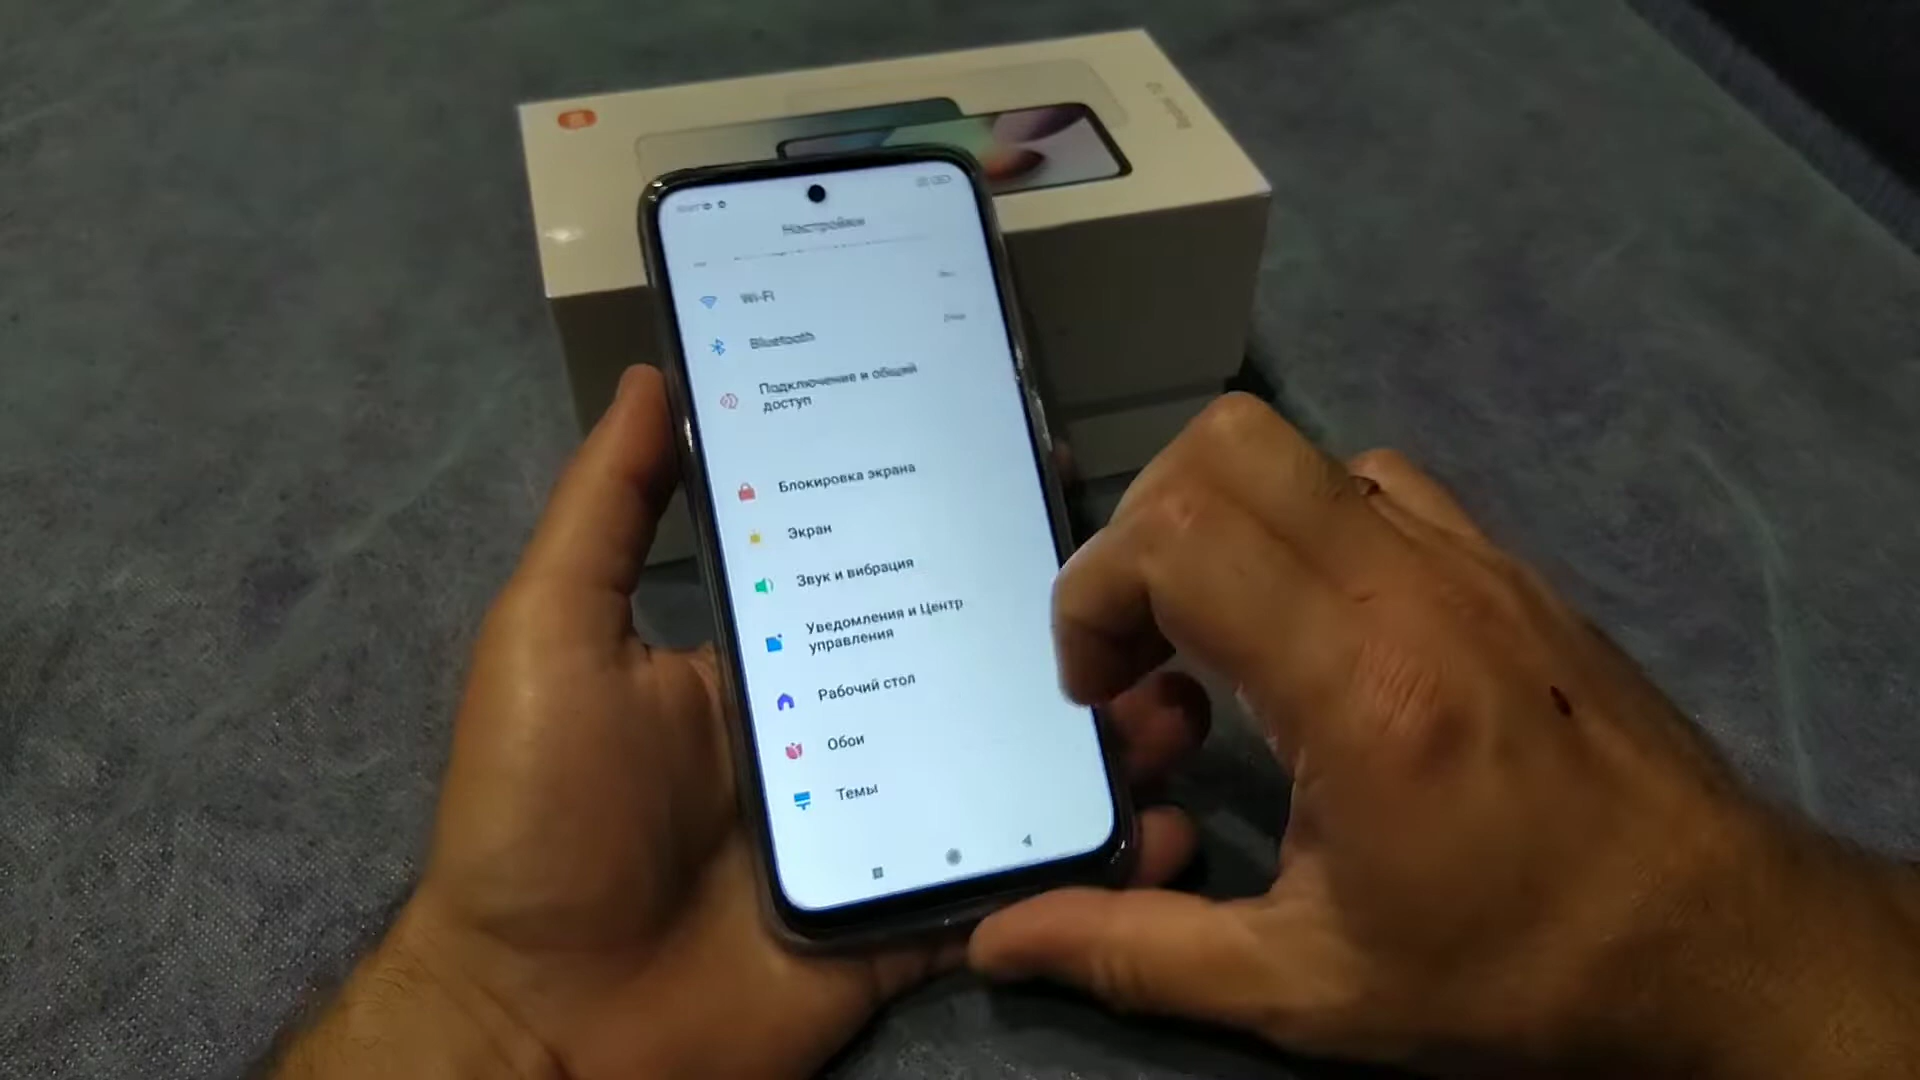 Настройки
Wi-Fi
Bluetooth
Подключение и общий
доступ
Блокировка экрана
Экран
Звук и вибрация
Уведомления и Центр
управления
Рабочий стол
Обои
Темы